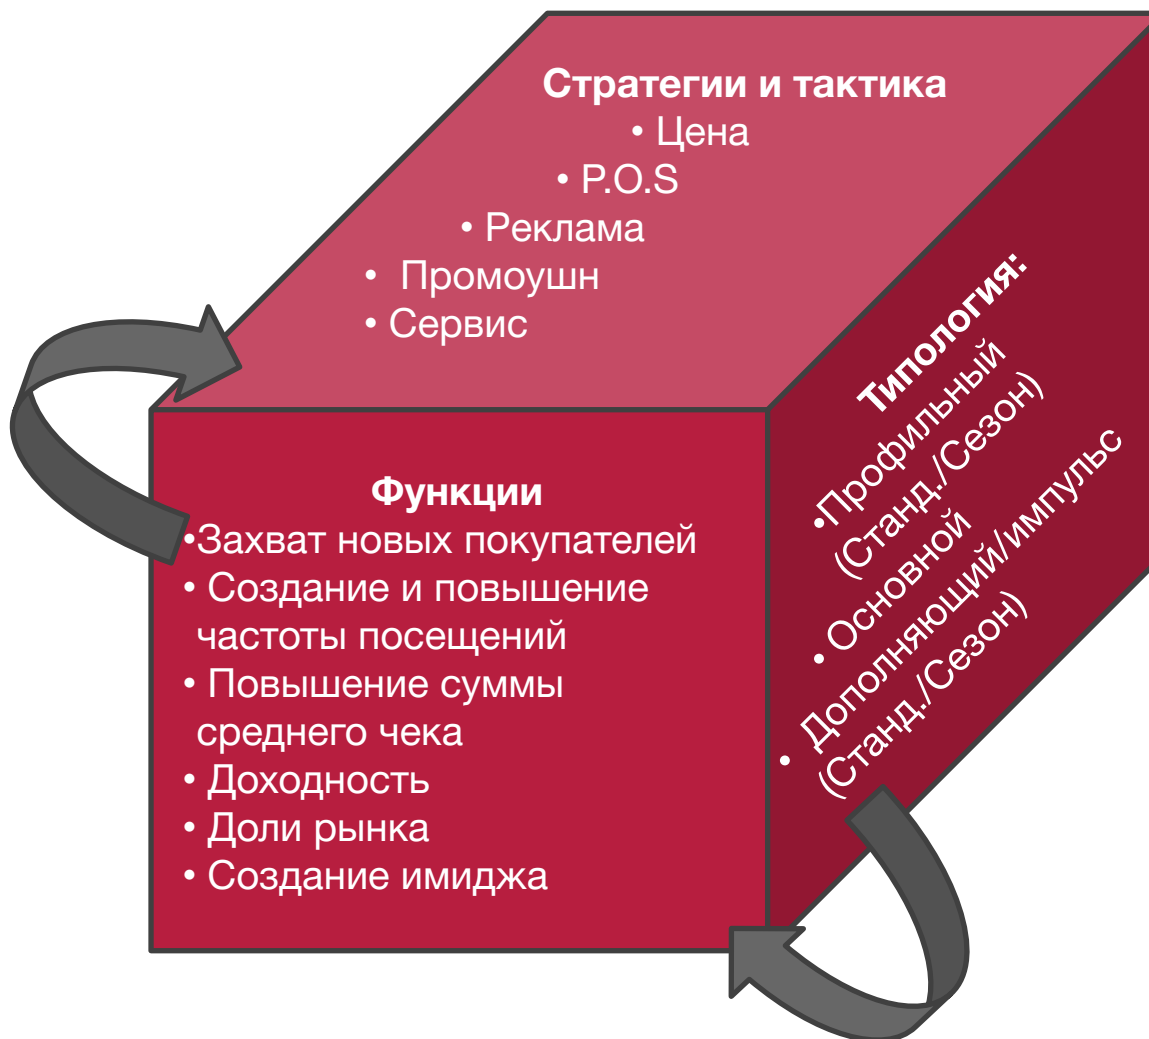 Стратегии и тактика
• Цена
• P.O.S
• Реклама
• Промоушн
• Сервис
Функции
•Захват новых покупателей
• Создание и повышение
частоты посещений
• Повышение суммы
среднего чека
• Доходность
• Доли рынка
• Создание имиджа
Типология:
•Профильный
(Станд./Сезон)
• Основной
• Дополняющий/импульс
(Станд./Сезон)